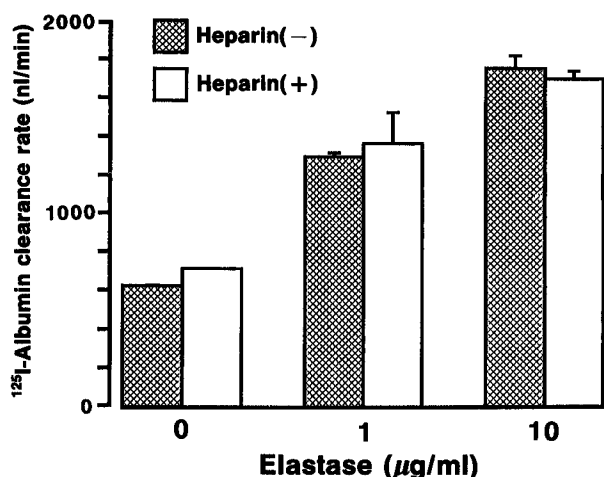 2000
1000
0
¹²⁵I-Albumin clearance rate (nl/min)
Heparin(−)
Heparin(+)
0 1 10
Elastase (μg/ml)